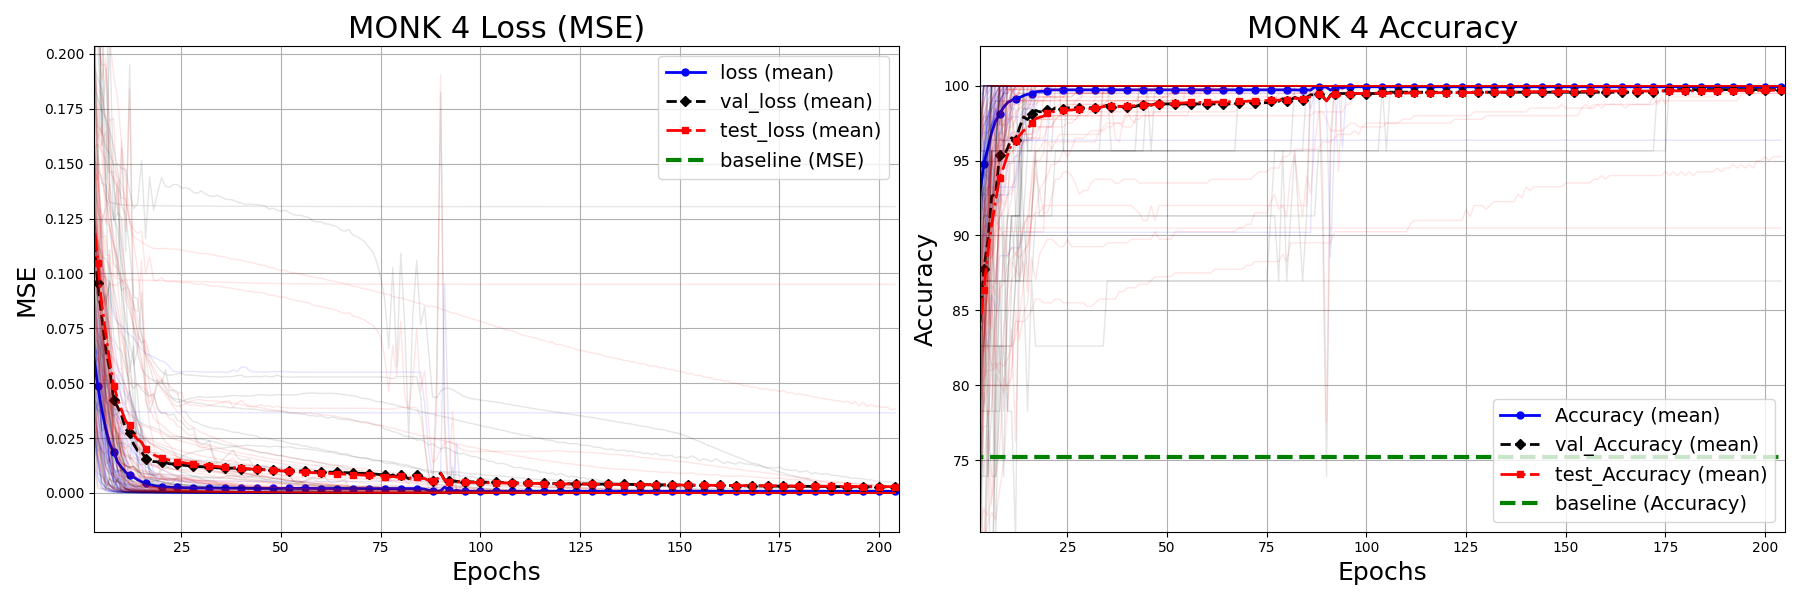 MONK 4 Loss (MSE)
0.200
0.175
0.150
0.125
0.100
0.075
0.050
0.025
0.000
MSE
loss (mean)
val_loss (mean)
test_loss (mean)
baseline (MSE)
25
50
75
100
125
150
175
200
Epochs
MONK 4 Accuracy
100
95
90
85
80
75
Accuracy
Accuracy (mean)
val_Accuracy (mean)
test_Accuracy (mean)
baseline (Accuracy)
25
50
75
100
125
150
175
200
Epochs